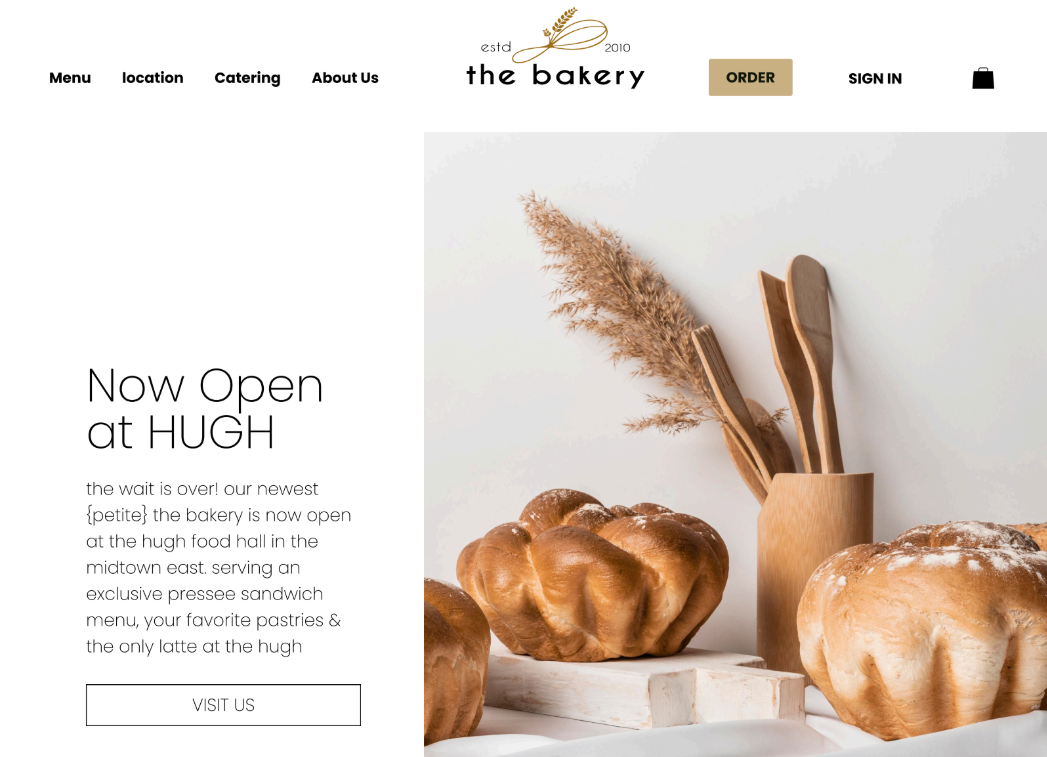 Menu location Catering About Us
estd 2010
the bakery
ORDER
SIGN IN
Now Open
at HUGH
the wait is over! our newest
{petite} the bakery is now open
at the hugh food hall in the
midtown east. serving an
exclusive pressee sandwich
menu, your favorite pastries &
the only latte at the hugh
VISIT US